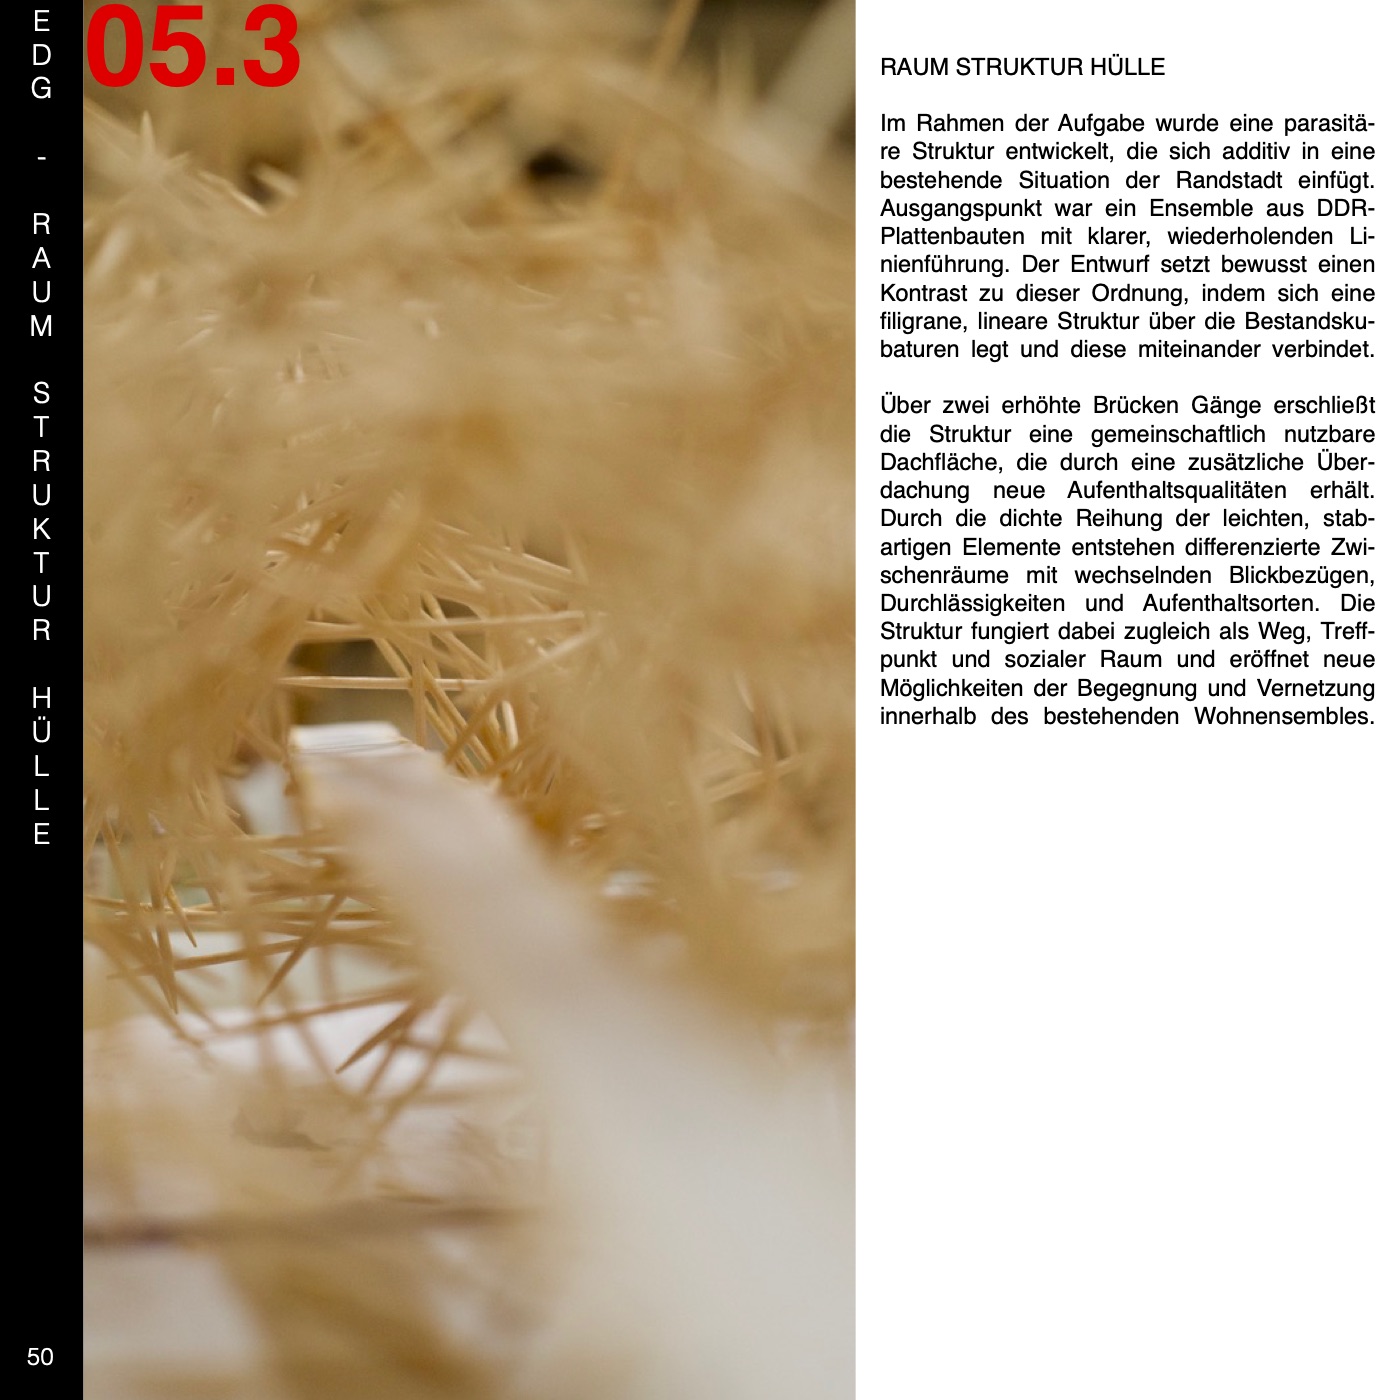 EDG - RAUM STRUKTUR HÜLLE
05.3
RAUM STRUKTUR HÜLLE
Im Rahmen der Aufgabe wurde eine parasitä-
re Struktur entwickelt, die sich additiv in eine
bestehende Situation der Randstadt einfügt.
Ausgangspunkt war ein Ensemble aus DDR-
Plattenbauten mit klarer, wiederholenden Li-
nienführung. Der Entwurf setzt bewusst einen
Kontrast zu dieser Ordnung, indem sich eine
filigrane, lineare Struktur über die Bestandsku-
baturen legt und diese miteinander verbindet.
Über zwei erhöhte Brücken Gänge erschließt
die Struktur eine gemeinschaftlich nutzbare
Dachfläche, die durch eine zusätzliche Über-
dachung neue Aufenthaltsqualitäten erhält.
Durch die dichte Reihung der leichten, stab-
artigen Elemente entstehen differenzierte Zwi-
schenräume mit wechselnden Blickbezügen,
Durchlässigkeiten und Aufenthaltsorten. Die
Struktur fungiert dabei zugleich als Weg, Treff-
punkt und sozialer Raum und eröffnet neue
Möglichkeiten der Begegnung und Vernetzung
innerhalb des bestehenden Wohnensembles.
50